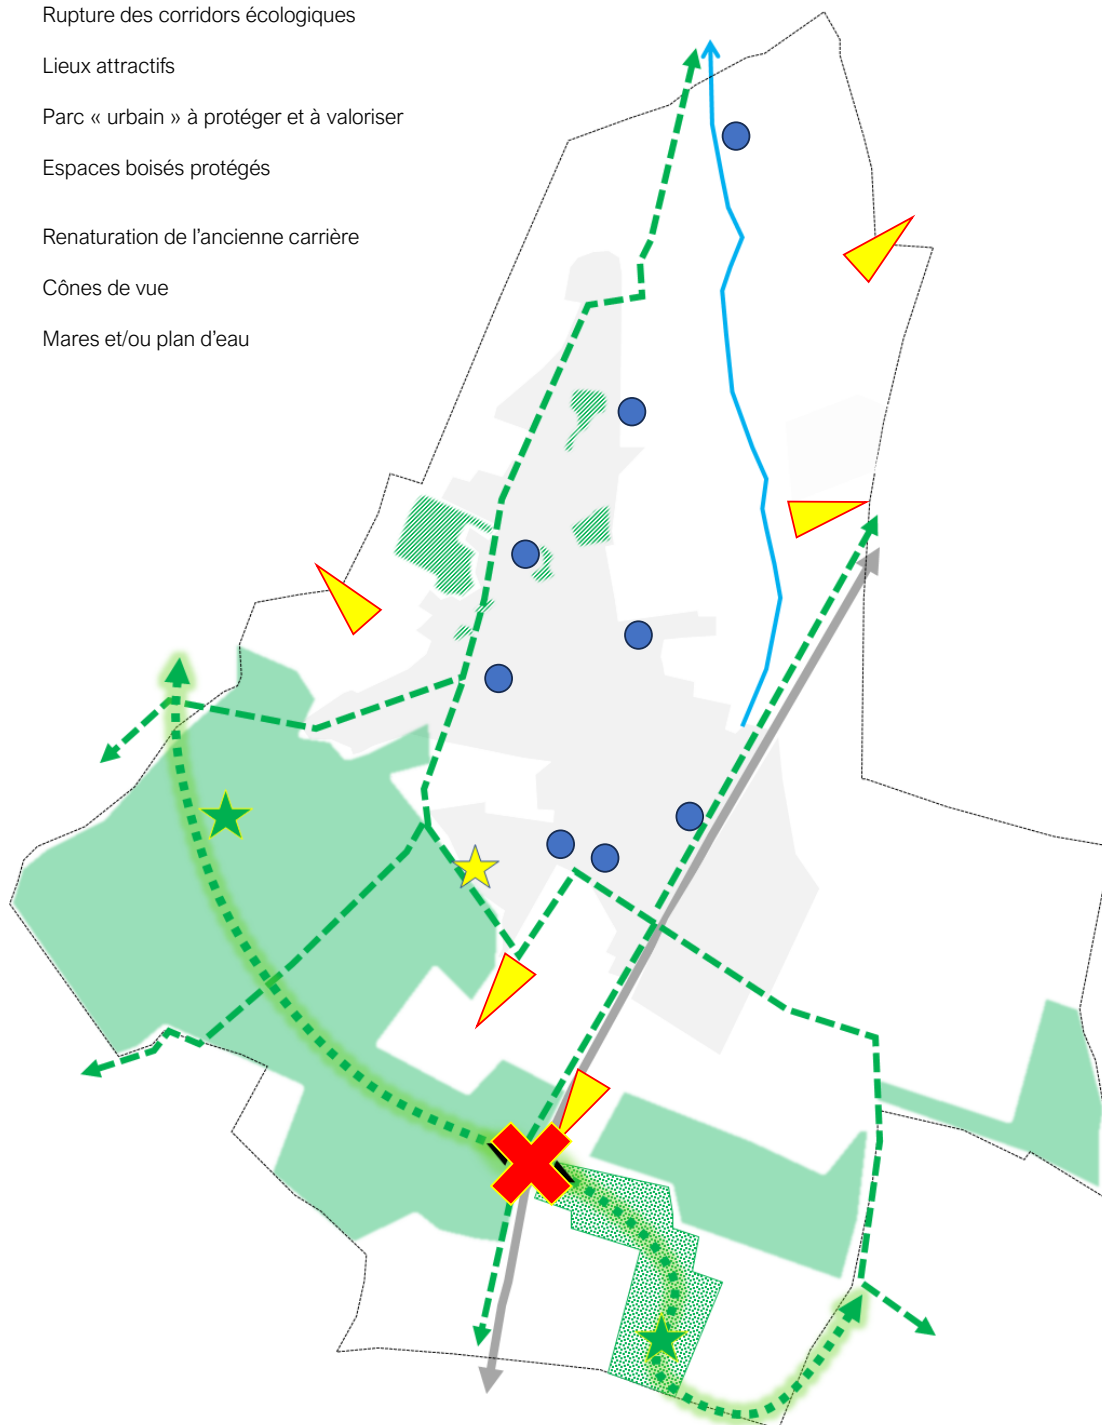 Rupture des corridors écologiques
Lieux attractifs
Parc « urbain » à protéger et à valoriser
Espaces boisés protégés
Renaturation de l'ancienne carrière
Cônes de vue
Mares et/ou plan d'eau